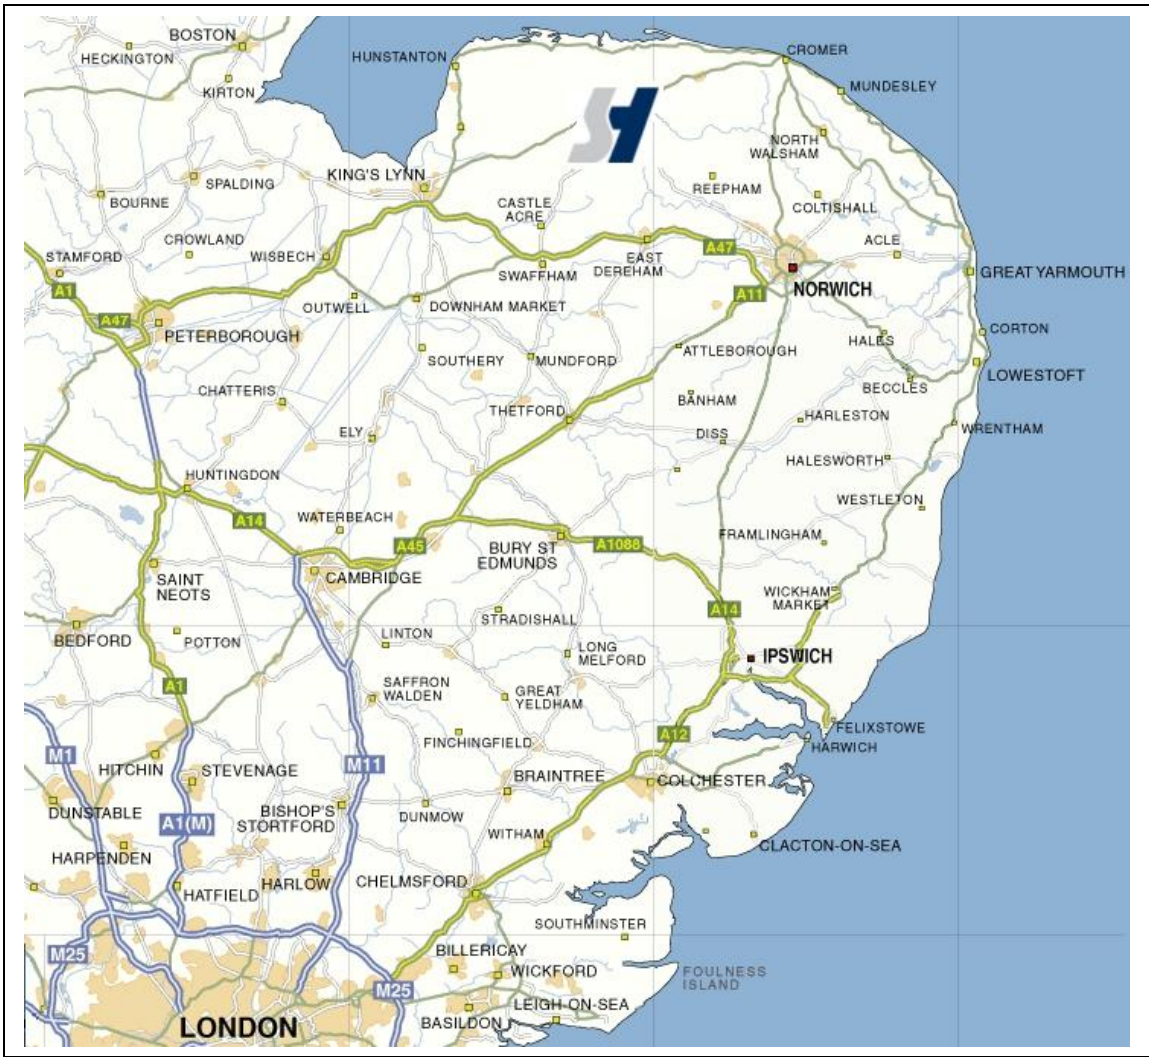 BOSTON
HECKINGTON
KIRTON
HUNSTANTON
CROMER
MUNDESLEY
SH
NORTH
WALSHAM
SPALDING
BOURNE
KING'S LYNN
REEPHAM
CASTLE
ACRE
COLTISHALL
CROWLAND
WISBECH
STAMFORD
A47
EAST
DEREHAM
SWAFFHAM
ACLE
GREAT YARMOUTH
NORWICH
A1
A11
OUTWELL
DOWNHAM MARKET
A47
PETERBOROUGH
CORTON
HALES
SOUTHERY
MUNDFORD
ATTLEBOROUGH
LOWESTOFT
CHATTERIS
BECCLES
BANHAM
THETFORD
HARLESTON
ELY
DISS
WRENTHAM
HALESWORTH
HUNTINGDON
WESTLETON
A14
WATERBEACH
A45
BURY ST
EDMUNDS
A1088
FRAMLINGHAM
SAINT
NEOTS
CAMBRIDGE
WICKHAM
MARKET
A14
STRADISHALL
BEDFORD
POTTON
LINTON
LONG
MELFORD
IPSWICH
A1
SAFFRON
WALDEN
GREAT
YELDHAM
A12
FELIXSTOWE
HARWICH
FINCHINGFIELD
M1
HITCHIN
STEVENAGE
M11
BRAINTREE
COLCHESTER
DUNSTABLE
BISHOP'S
STORTFORD
DUNMOW
A1(M)
WITHAM
CLACTON-ON-SEA
HARPENDEN
HATFIELD
HARLOW
CHELMSFORD
SOUTHMINSTER
M25
BILLERICAY
WICKFORD
FOULNESS
ISLAND
M25
LEIGH-ON-SEA
BASILDON
LONDON